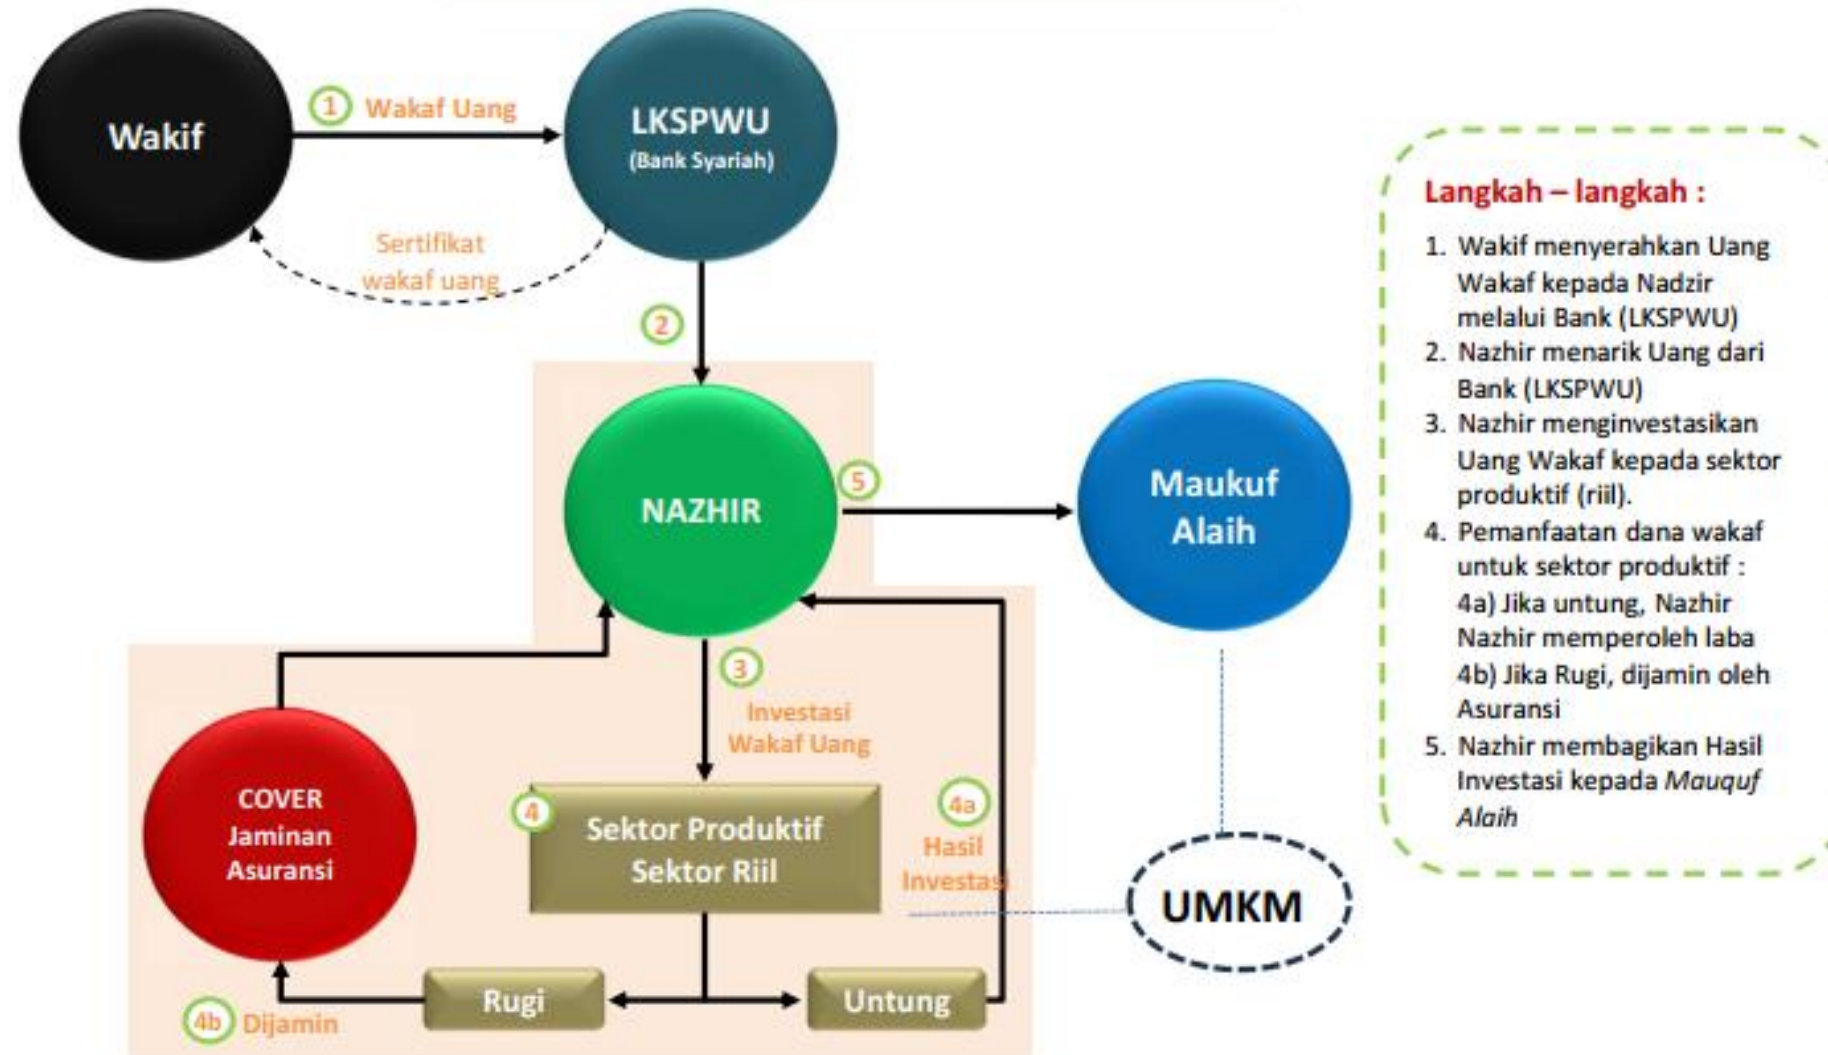 Wakif
1 Wakaf Uang
LKSPWU
(Bank Syariah)
Sertifikat
wakaf uang
2
NAZHIR
5
Maukuf
Alaih
3
Investasi
Wakaf Uang
COVER
Jaminan
Asuransi
4
Sektor Produktif
Sektor Riil
4a
Hasil
Investasi
UMKM
Rugi
Untung
4b Dijamin
Langkah – langkah :
1. Wakif menyerahkan Uang
Wakaf kepada Nadzir
melalui Bank (LKSPWU)
2. Nazhir menarik Uang dari
Bank (LKSPWU)
3. Nazhir menginvestasikan
Uang Wakaf kepada sektor
produktif (riil).
4. Pemanfaatan dana wakaf
untuk sektor produktif :
4a) Jika untung, Nazhir
Nazhir memperoleh laba
4b) Jika Rugi, dijamin oleh
Asuransi
5. Nazhir membagikan Hasil
Investasi kepada Mauquf
Alaih